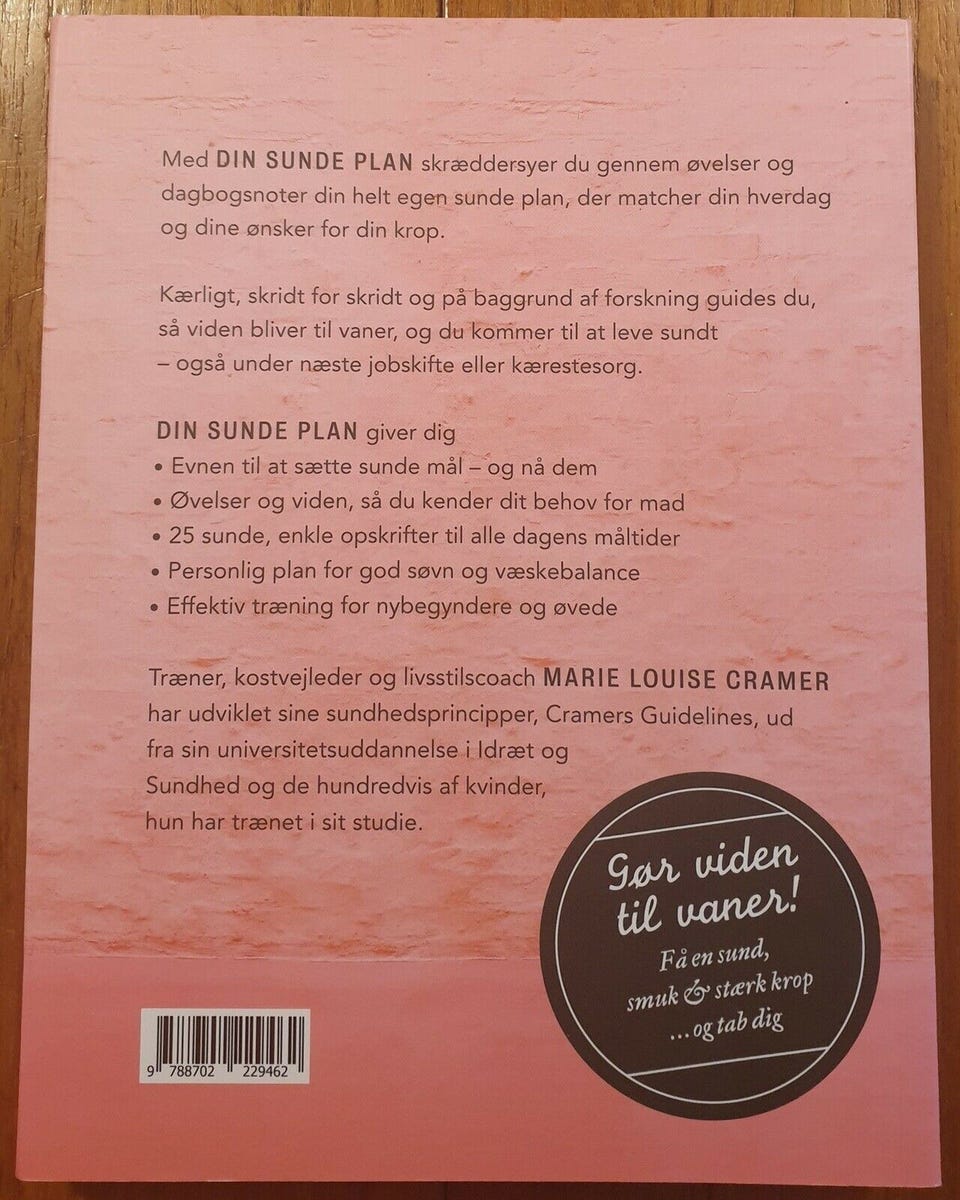 Med DIN SUNDE PLAN skræddersyer du gennem øvelser og
dagbogsnoter din helt egen sunde plan, der matcher din hverdag
og dine ønsker for din krop.
Kærligt, skridt for skridt og på baggrund af forskning guides du,
så viden bliver til vaner, og du kommer til at leve sundt
– også under næste jobskifte eller kærestesorg.
DIN SUNDE PLAN giver dig
• Evnen til at sætte sunde mål – og nå dem
• Øvelser og viden, så du kender dit behov for mad
• 25 sunde, enkle opskrifter til alle dagens måltider
• Personlig plan for god søvn og væskebalance
• Effektiv træning for nybegyndere og øvede
Træner, kostvejleder og livsstilscoach MARIE LOUISE CRAMER
har udviklet sine sundhedsprincipper, Cramers Guidelines, ud
fra sin universitetsuddannelse i Idræt og
Sundhed og de hundredvis af kvinder,
hun har trænet i sit studie.
Gør viden
til vaner!
Få en sund,
smuk & stærk krop
...og tab dig
9 788702 229462